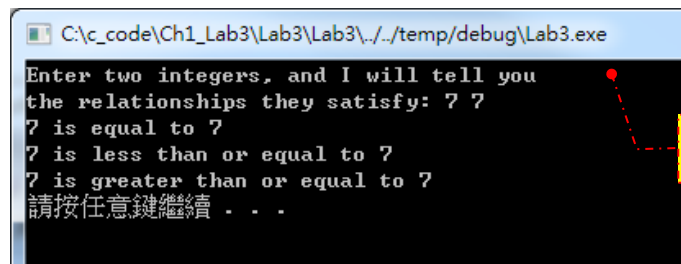 C:\c_code\Ch1_Lab3\Lab3\Lab3\../../temp/debug\Lab3.exe
Enter two integers, and I will tell you
the relationships they satisfy: 7 7
7 is equal to 7
7 is less than or equal to 7
7 is greater than or equal to 7
請按任意鍵繼續 . . .